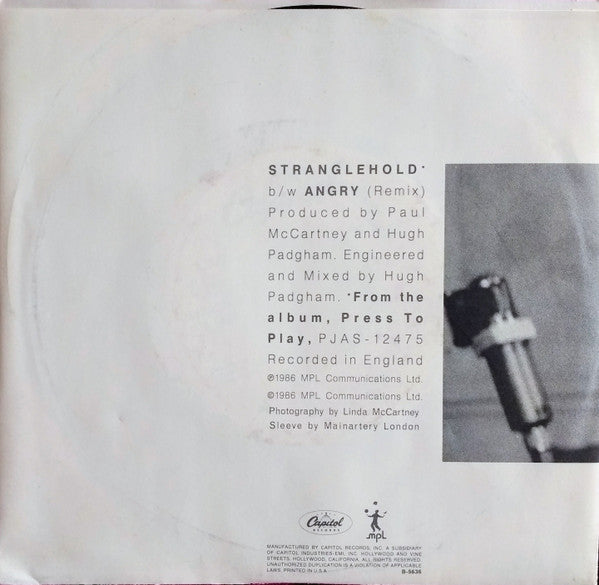 STRANGLEHOLD*
b/w ANGRY (Remix)
Produced by Paul
McCartney and Hugh
Padgham. Engineered
and Mixed by Hugh
Padgham. *From the
album, Press To
Play, PJAS-12475
Recorded in England
℗1986 MPL Communications Ltd.
©1986 MPL Communications Ltd.
Photography by Linda McCartney
Sleeve by Mainartery London
Capitol
RECORDS
mpL
MANUFACTURED BY CAPITOL RECORDS, INC. A SUBSIDIARY
OF CAPITOL INDUSTRIES-EMI, INC. HOLLYWOOD AND VINE
STREETS, HOLLYWOOD, CALIFORNIA. ALL RIGHTS RESERVED.
UNAUTHORIZED DUPLICATION IS A VIOLATION OF APPLICABLE
LAWS. PRINTED IN U.S.A. B-5636